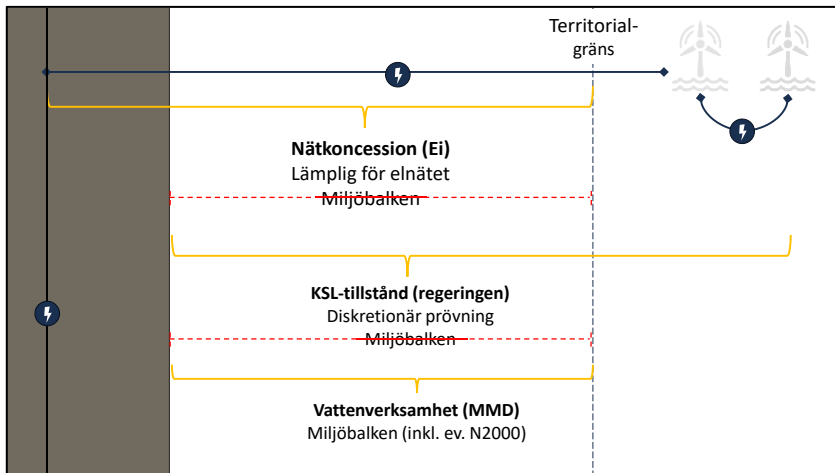 Territorial-
gräns
Nätkoncession (Ei)
Lämplig för elnätet
Miljöbalken
KSL-tillstånd (regeringen)
Diskretionär prövning
Miljöbalken
Vattenverksamhet (MMD)
Miljöbalken (inkl. ev. N2000)